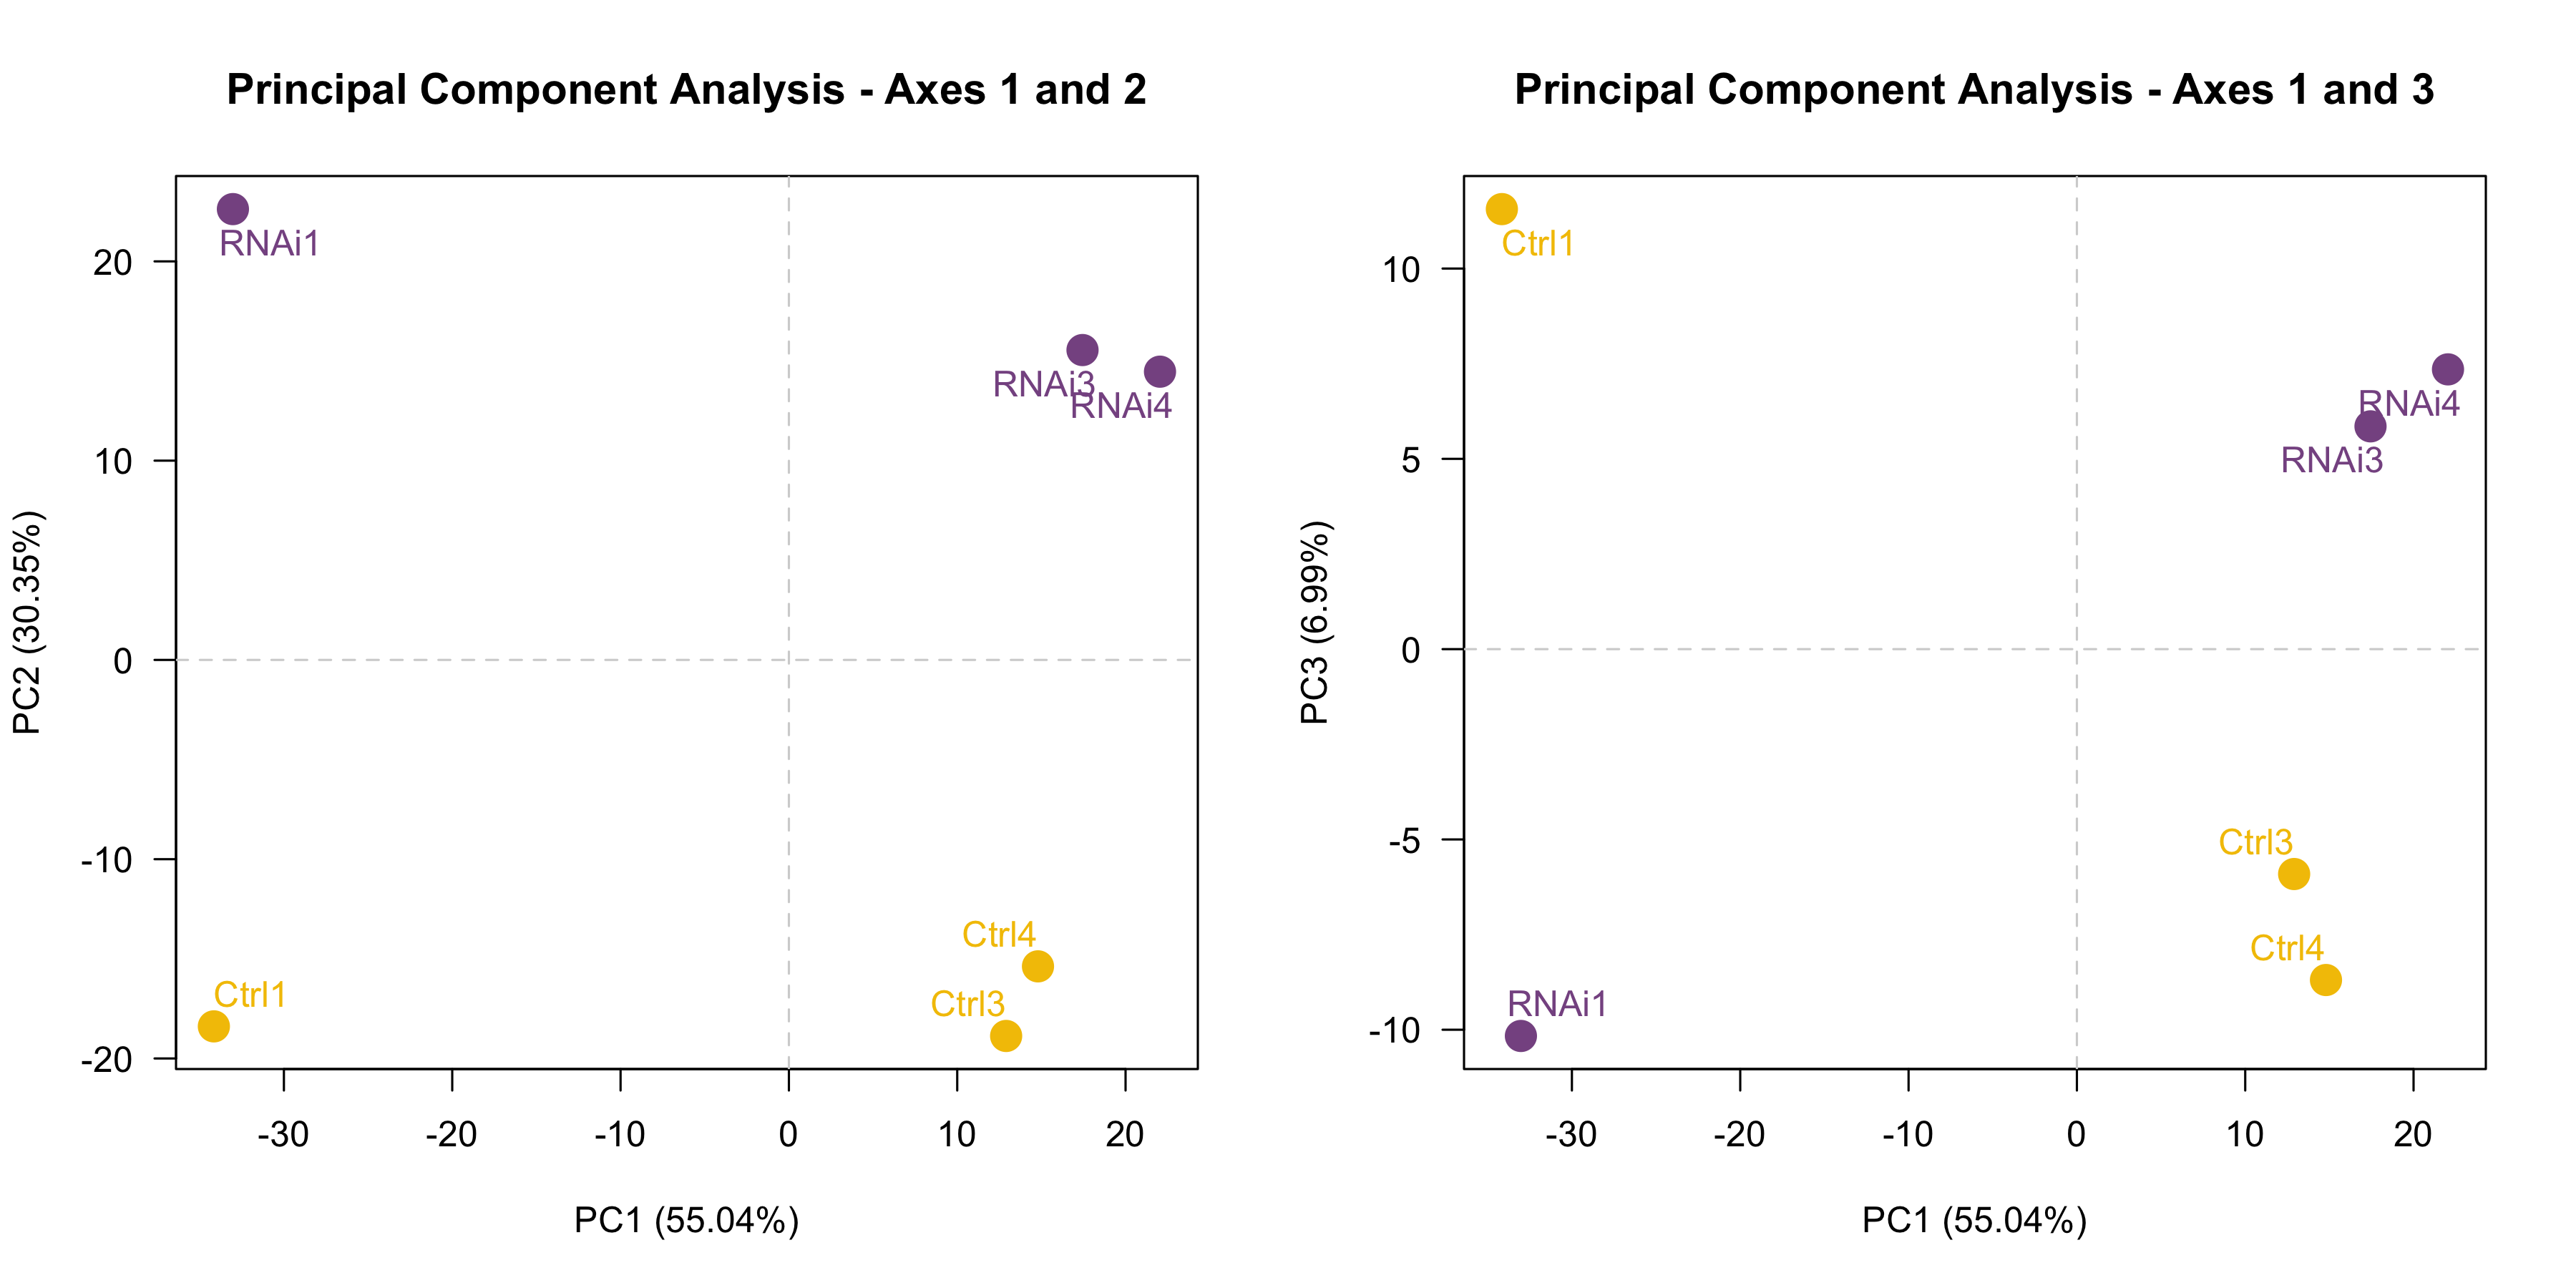 Principal Component Analysis - Axes 1 and 2
RNAi1
RNAi3
RNAi4
Ctrl4
Ctrl1
Ctrl3
20
10
0
-10
-20
PC2 (30.35%)
-30 -20 -10 0 10 20
PC1 (55.04%)
Principal Component Analysis - Axes 1 and 3
Ctrl1
RNAi4
RNAi3
Ctrl3
Ctrl4
RNAi1
10
5
0
-5
-10
PC3 (6.99%)
-30 -20 -10 0 10 20
PC1 (55.04%)